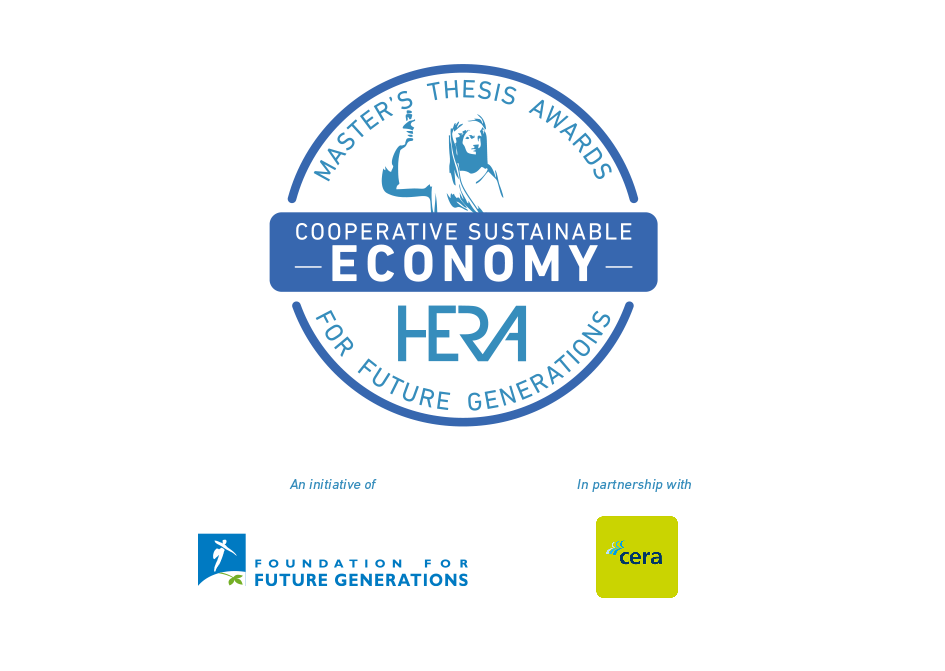 MASTER'S THESIS AWARDS
COOPERATIVE SUSTAINABLE
ECONOMY
HERA
FOR FUTURE GENERATIONS
An initiative of
In partnership with
FOUNDATION FOR
FUTURE GENERATIONS
cera